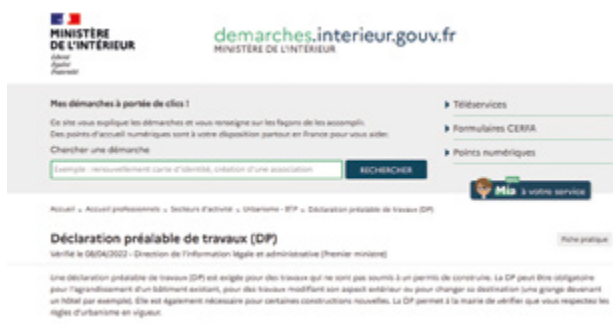 MINISTÈRE
DE L'INTÉRIEUR
Liberté
Égalité
Fraternité
demarches.interieur.gouv.fr
MINISTÈRE DE L'INTÉRIEUR
Mes démarches à portée de clics !
Ce site vous explique les démarches et vous renseigne sur les façons de les accomplir.
Des points d'accueil numériques sont à votre disposition partout en France pour vous aider.
Chercher une démarche
Exemple : renouvellement carte d'identité, création d'une association
RECHERCHER
Téléservices
Formulaires CERFA
Points numériques
Mia à votre service
Accueil Accueil professionnels Secteurs d'activité Urbanisme - BTP Déclaration préalable de travaux (DP)
Déclaration préalable de travaux (DP)
Fiche pratique
Vérifié le 08/04/2022 - Direction de l'information légale et administrative (Premier ministre)
Une déclaration préalable de travaux (DP) est exigée pour des travaux qui ne sont pas soumis à un permis de construire. La DP peut être obligatoire
pour l'agrandissement d'un bâtiment existant, pour des travaux modifiant son aspect extérieur ou pour changer sa destination (une grange devenant
un hôtel par exemple). Elle est également nécessaire pour certaines constructions nouvelles. La DP permet à la mairie de vérifier que vous respectez les
règles d'urbanisme en vigueur.